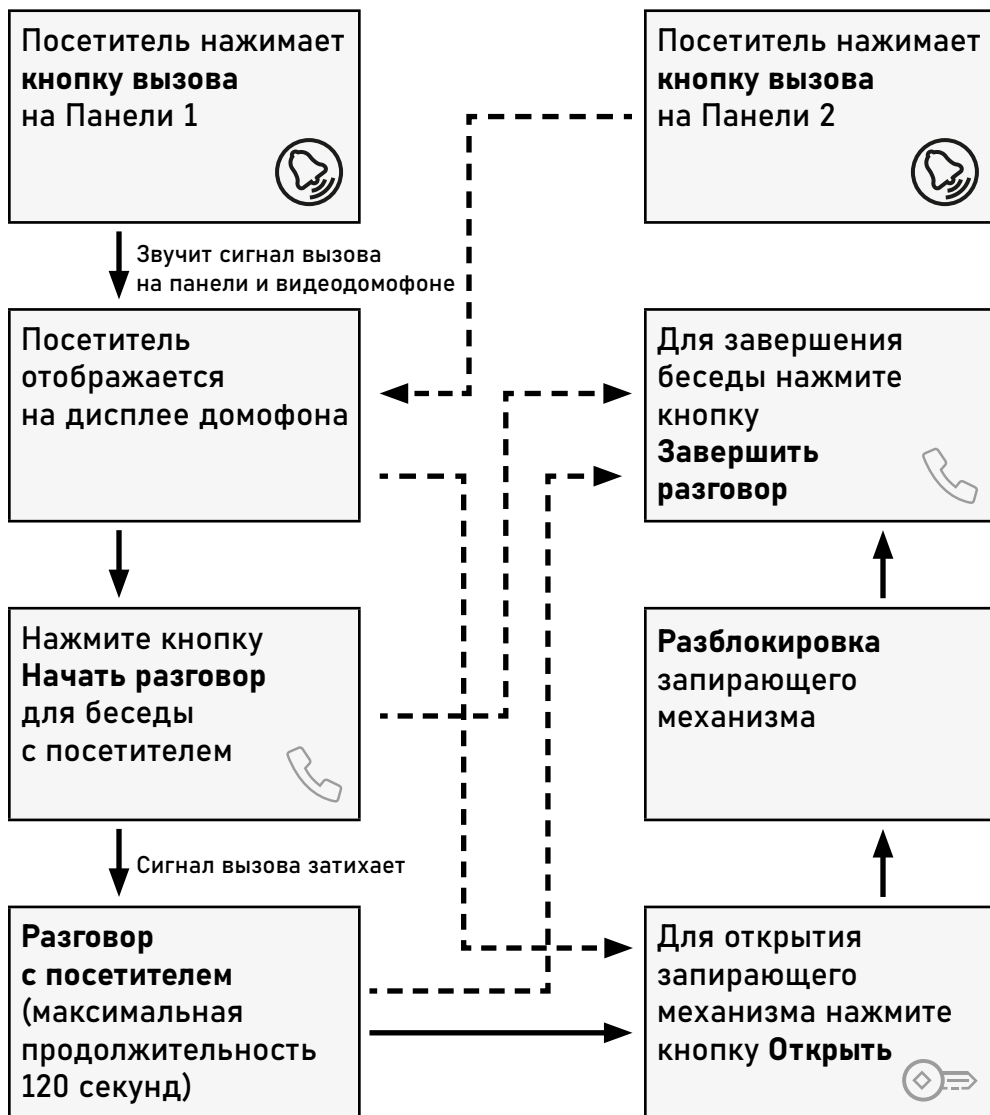 Посетитель нажимает
кнопку вызова
на Панели 1
Посетитель нажимает
кнопку вызова
на Панели 2
Звучит сигнал вызова
на панели и видеодомофоне
Посетитель
отображается
на дисплее домофона
Для завершения
беседы нажмите
кнопку
Завершить
разговор
Нажмите кнопку
Начать разговор
для беседы
с посетителем
Разблокировка
запирающего
механизма
Сигнал вызова затихает
Разговор
с посетителем
(максимальная
продолжительность
120 секунд)
Для открытия
запирающего
механизма нажмите
кнопку Открыть